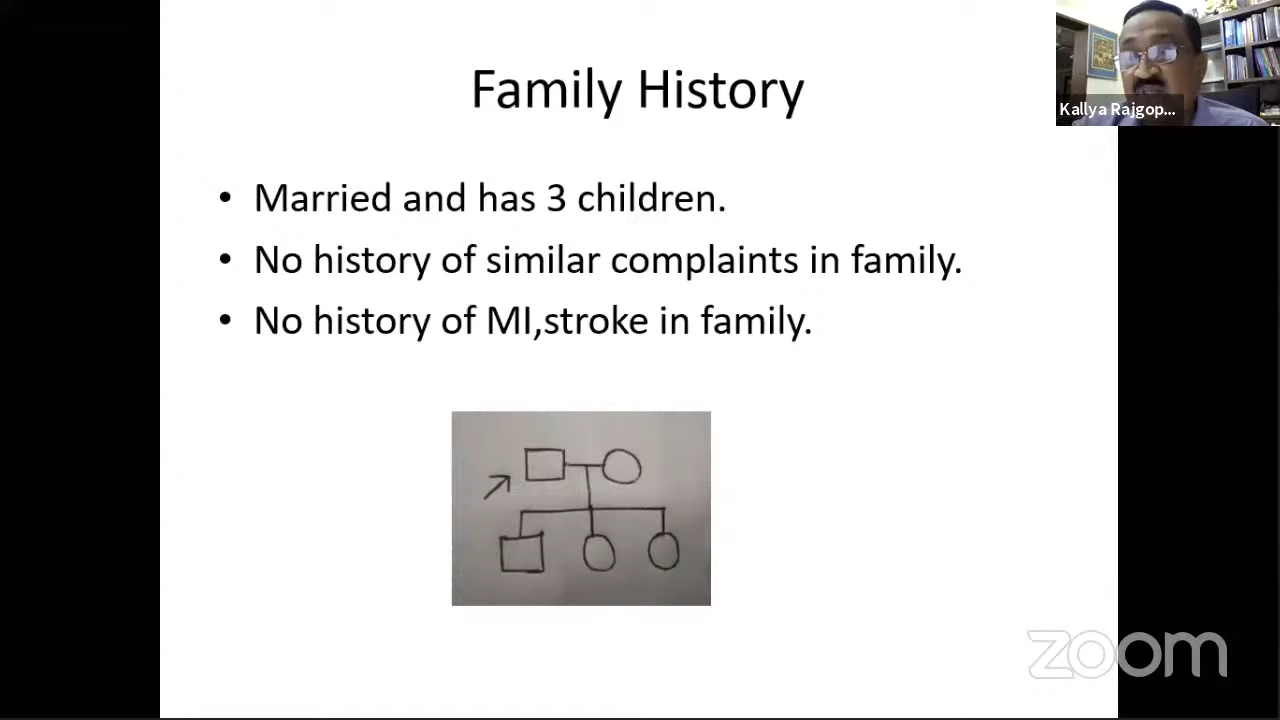 Family History
Kallya Rajgop...
• Married and has 3 children.
• No history of similar complaints in family.
• No history of MI,stroke in family.
zoom